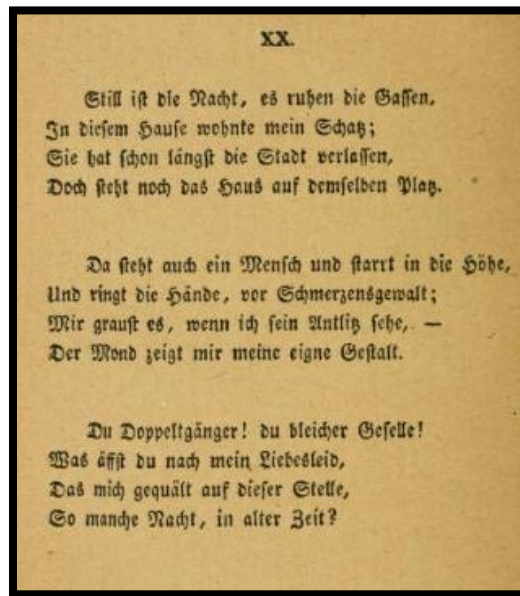 XX.
Still ist die Nacht, es ruhen die Gassen,
In diesem Hause wohnte mein Schatz;
Sie hat schon längst die Stadt verlassen,
Doch steht noch das Haus auf demselben Platz.
Da steht auch ein Mensch und starrt in die Höhe,
Und ringt die Hände, vor Schmerzensgewalt;
Mir graust es, wenn ich sein Antlitz sehe, —
Der Mond zeigt mir meine eigne Gestalt.
Du Doppeltgänger! du bleicher Geselle!
Was äffst du nach mein Liebesleid,
Das mich gequält auf dieser Stelle,
So manche Nacht, in alter Zeit?